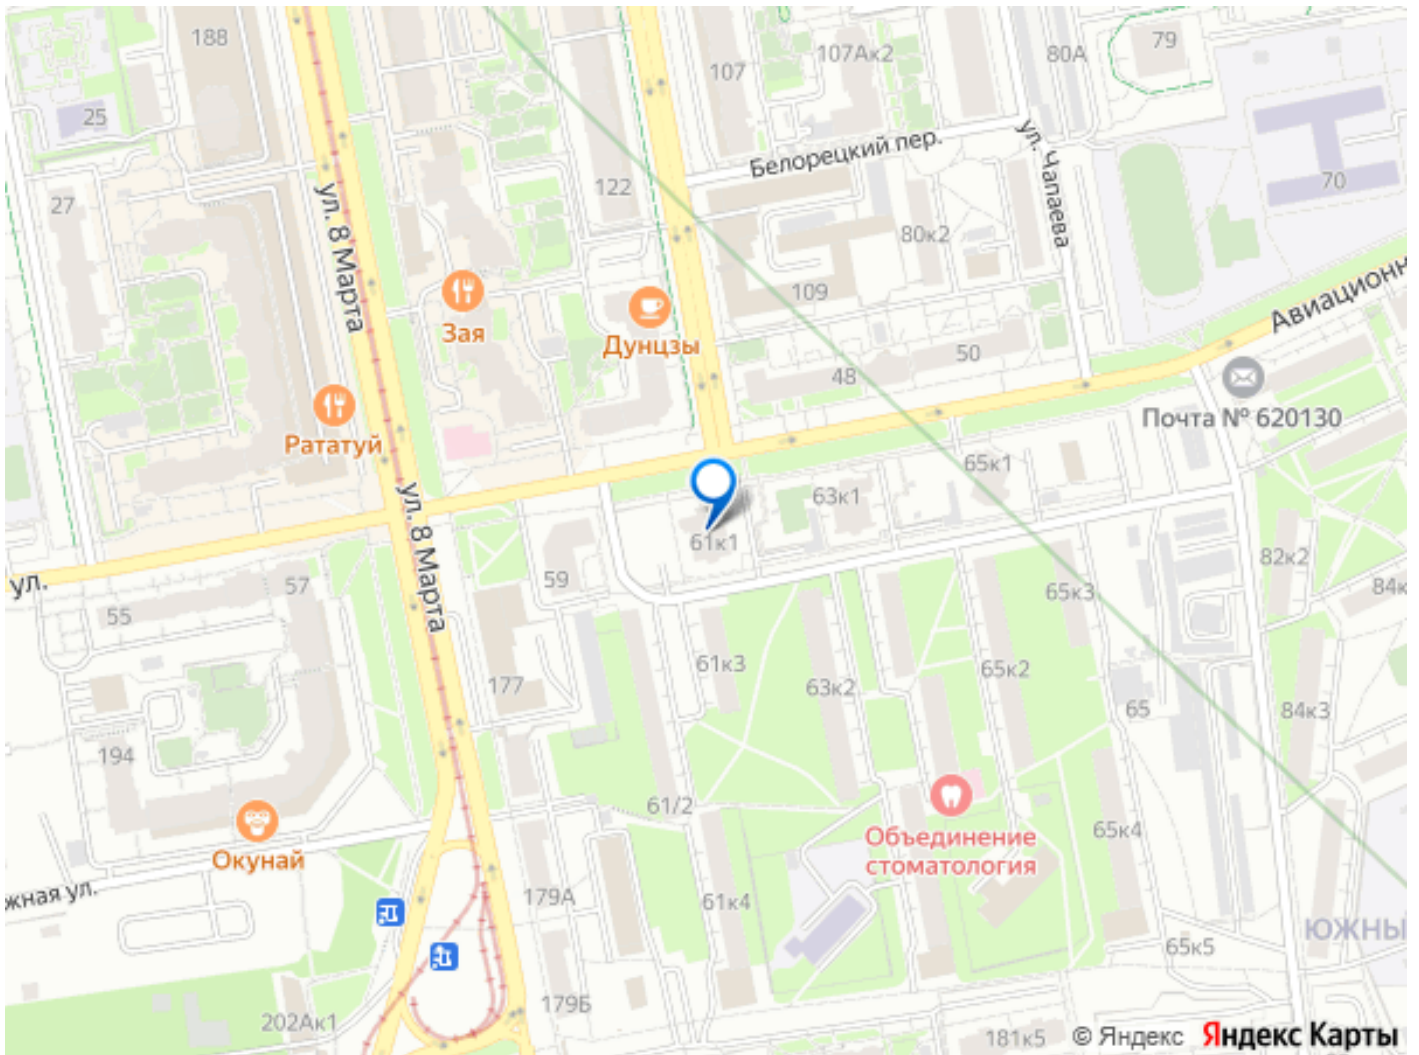 188
107
107Ак2
80А
79
25
Белорецкий пер.
ул. Чапаева
70
122
27
ул. 8 Марта
80к2
109
Авиационн
Зая
Дунцзы
50
48
Почта № 620130
Рататуй
65к1
63к1
ул. 8 Марта
61к1
59
82к2
ул.
57
55
65к3
84к
61к3
65к2
63к2
177
65
84к3
194
61/2
65к4
Объединение
стоматология
Окунай
жная ул.
179А
61к4
ЮЖНЫ
65к5
179Б
202Ак1
181к5
© Яндекс
Яндекс Карты